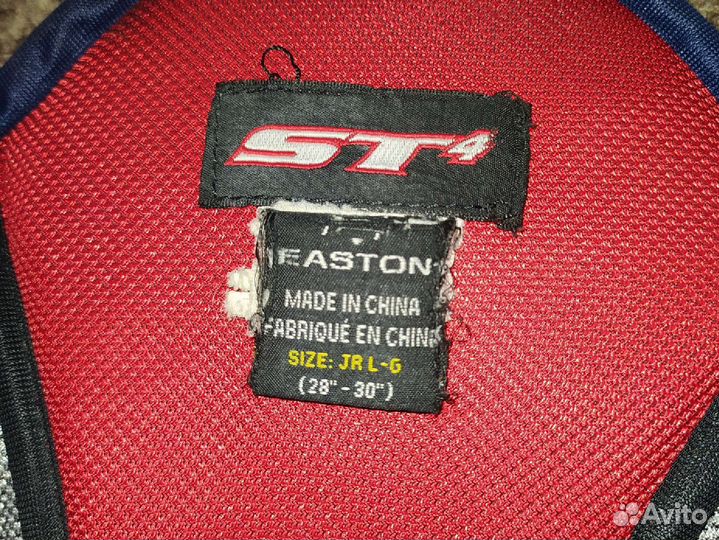 ST4
EASTON
MADE IN CHINA
FABRIQUÉ EN CHINE
SIZE: JR L-G
(28" - 30")
Avito